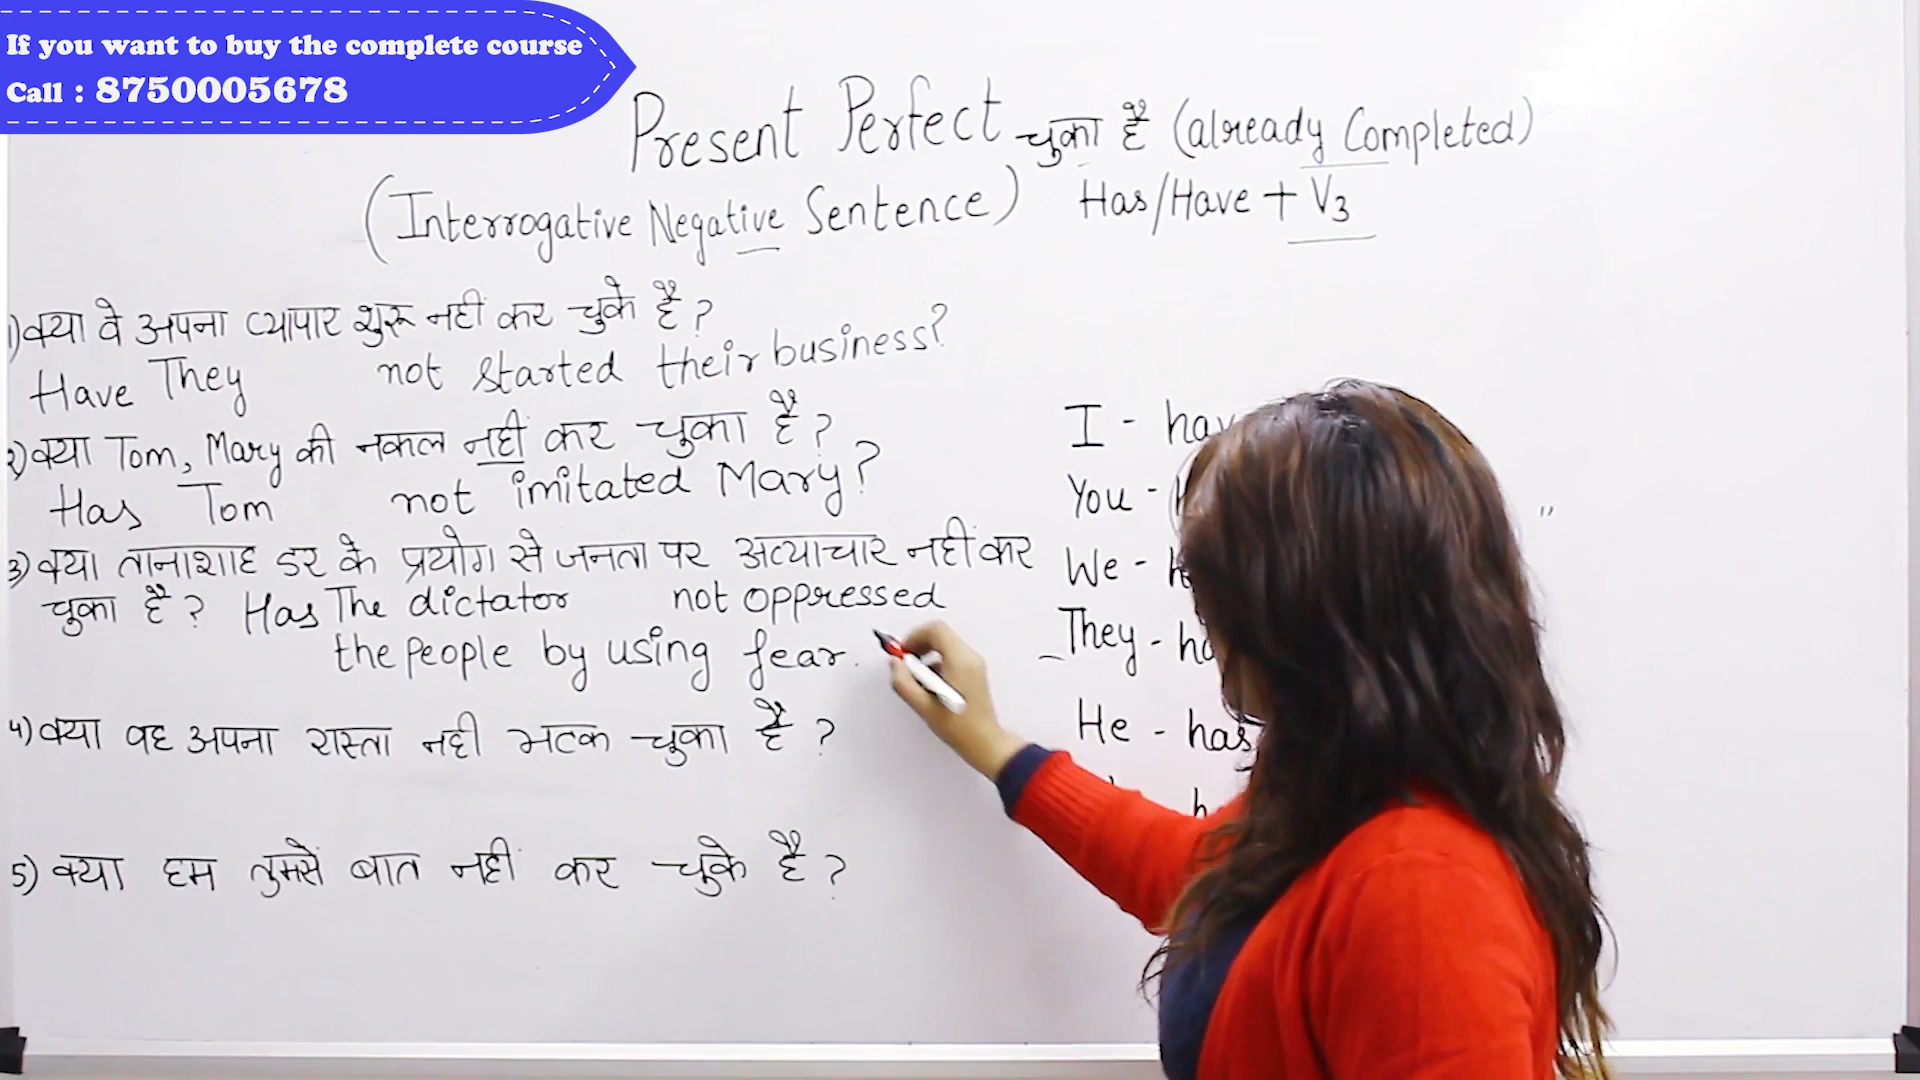 If you want to buy the complete course
Call : 8750005678
Present Perfect चुका है (already Completed)
(Interrogative Negative Sentence) Has/Have + V3
1) क्या वे अपना व्यापार शुरू नहीं कर चुके है ?
Have They not started their business?
2) क्या Tom, Mary की नकल नहीं कर चुका है ?
Has Tom not imitated Mary?
3) क्या तानाशाह डर के प्रयोग से जनता पर अत्याचार नहीं कर
चुका है ? Has The dictator not oppressed
the people by using fear.
4) क्या वह अपना रास्ता नही भटक चुका है ?
5) क्या हम तुमसे बात नहीं कर चुके है ?
I -
You -
We -
They -
He - has